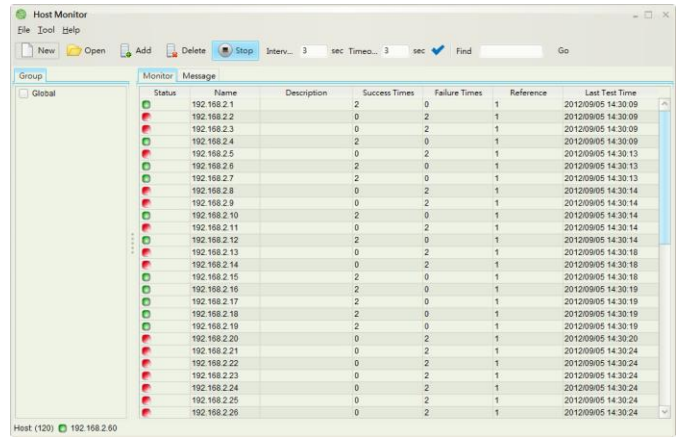 Host Monitor
File Tool Help
New Open Add Delete Stop Interv... 3 sec Timeo... 3 sec Find Go
Group
Monitor Message
Global
Status Name Description Success Times Failure Times Reference Last Test Time
192.168.2.1 2 0 1 2012/09/05 14:30:09
192.168.2.2 0 2 1 2012/09/05 14:30:09
192.168.2.3 0 2 1 2012/09/05 14:30:09
192.168.2.4 2 0 1 2012/09/05 14:30:09
192.168.2.5 0 2 1 2012/09/05 14:30:13
192.168.2.6 2 0 1 2012/09/05 14:30:13
192.168.2.7 2 0 1 2012/09/05 14:30:13
192.168.2.8 0 2 1 2012/09/05 14:30:14
192.168.2.9 0 2 1 2012/09/05 14:30:14
192.168.2.10 2 0 1 2012/09/05 14:30:14
192.168.2.11 0 2 1 2012/09/05 14:30:14
192.168.2.12 2 0 1 2012/09/05 14:30:14
192.168.2.13 0 2 1 2012/09/05 14:30:18
192.168.2.14 0 2 1 2012/09/05 14:30:18
192.168.2.15 2 0 1 2012/09/05 14:30:18
192.168.2.16 2 0 1 2012/09/05 14:30:19
192.168.2.17 2 0 1 2012/09/05 14:30:19
192.168.2.18 2 0 1 2012/09/05 14:30:19
192.168.2.19 2 0 1 2012/09/05 14:30:19
192.168.2.20 0 2 1 2012/09/05 14:30:20
192.168.2.21 0 2 1 2012/09/05 14:30:24
192.168.2.22 0 2 1 2012/09/05 14:30:24
192.168.2.23 0 2 1 2012/09/05 14:30:24
192.168.2.24 0 2 1 2012/09/05 14:30:24
192.168.2.25 0 2 1 2012/09/05 14:30:24
192.168.2.26 0 2 1 2012/09/05 14:30:24
Host: (120) 192.168.2.60